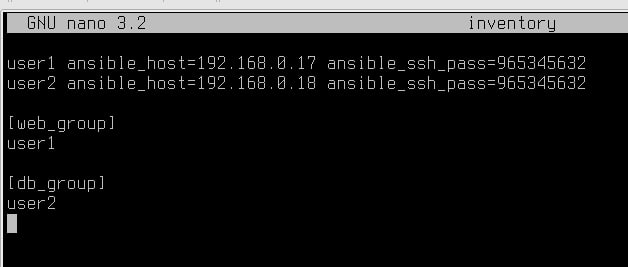 GNU nano 3.2 inventory
user1 ansible_host=192.168.0.17 ansible_ssh_pass=965345632
user2 ansible_host=192.168.0.18 ansible_ssh_pass=965345632
[web_group]
user1
[db_group]
user2